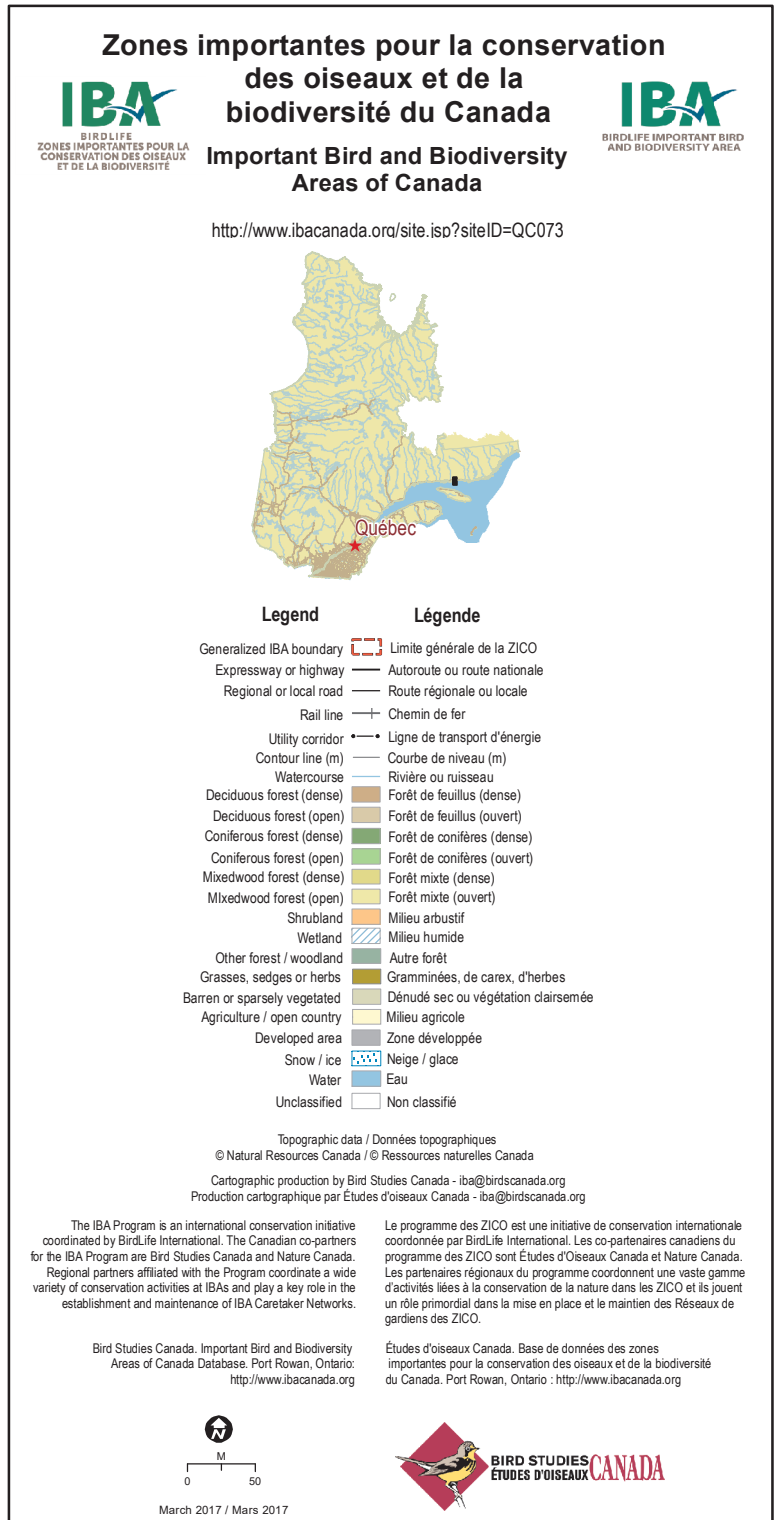 Zones importantes pour la conservation
des oiseaux et de la
biodiversité du Canada
IBA
BIRDLIFE
ZONES IMPORTANTES POUR LA
CONSERVATION DES OISEAUX
ET DE LA BIODIVERSITÉ
IBA
BIRDLIFE IMPORTANT BIRD
AND BIODIVERSITY AREA
Important Bird and Biodiversity
Areas of Canada
http://www.ibacanada.org/site.jsp?siteID=QC073
Québec
Legend Légende
Generalized IBA boundary Limite générale de la ZICO
Expressway or highway Autoroute ou route nationale
Regional or local road Route régionale ou locale
Rail line Chemin de fer
Utility corridor Ligne de transport d'énergie
Contour line (m) Courbe de niveau (m)
Watercourse Rivière ou ruisseau
Deciduous forest (dense) Forêt de feuillus (dense)
Deciduous forest (open) Forêt de feuillus (ouvert)
Coniferous forest (dense) Forêt de conifères (dense)
Coniferous forest (open) Forêt de conifères (ouvert)
Mixedwood forest (dense) Forêt mixte (dense)
MIxedwood forest (open) Forêt mixte (ouvert)
Shrubland Milieu arbustif
Wetland Milieu humide
Other forest / woodland Autre forêt
Grasses, sedges or herbs Gramminées, de carex, d'herbes
Barren or sparsely vegetated Dénudé sec ou végétation clairsemée
Agriculture / open country Milieu agricole
Developed area Zone développée
Snow / ice Neige / glace
Water Eau
Unclassified Non classifié
Topographic data / Données topographiques
© Natural Resources Canada / © Ressources naturelles Canada
Cartographic production by Bird Studies Canada - iba@birdscanada.org
Production cartographique par Études d'oiseaux Canada - iba@birdscanada.org
The IBA Program is an international conservation initiative
coordinated by BirdLife International. The Canadian co-partners
for the IBA Program are Bird Studies Canada and Nature Canada.
Regional partners affiliated with the Program coordinate a wide
variety of conservation activities at IBAs and play a key role in the
establishment and maintenance of IBA Caretaker Networks.
Le programme des ZICO est une initiative de conservation internationale
coordonnée par BirdLife International. Les co-partenaires canadiens du
programme des ZICO sont Études d'Oiseaux Canada et Nature Canada.
Les partenaires régionaux du programme coordonnent une vaste gamme
d'activités liées à la conservation de la nature dans les ZICO et ils jouent
un rôle primordial dans la mise en place et le maintien des Réseaux de
gardiens des ZICO.
Bird Studies Canada. Important Bird and Biodiversity
Areas of Canada Database. Port Rowan, Ontario:
http://www.ibacanada.org
Études d'oiseaux Canada. Base de données des zones
importantes pour la conservation des oiseaux et de la biodiversité
du Canada. Port Rowan, Ontario : http://www.ibacanada.org
N
M
0 50
March 2017 / Mars 2017
BIRD STUDIES
ÉTUDES D'OISEAUX CANADA